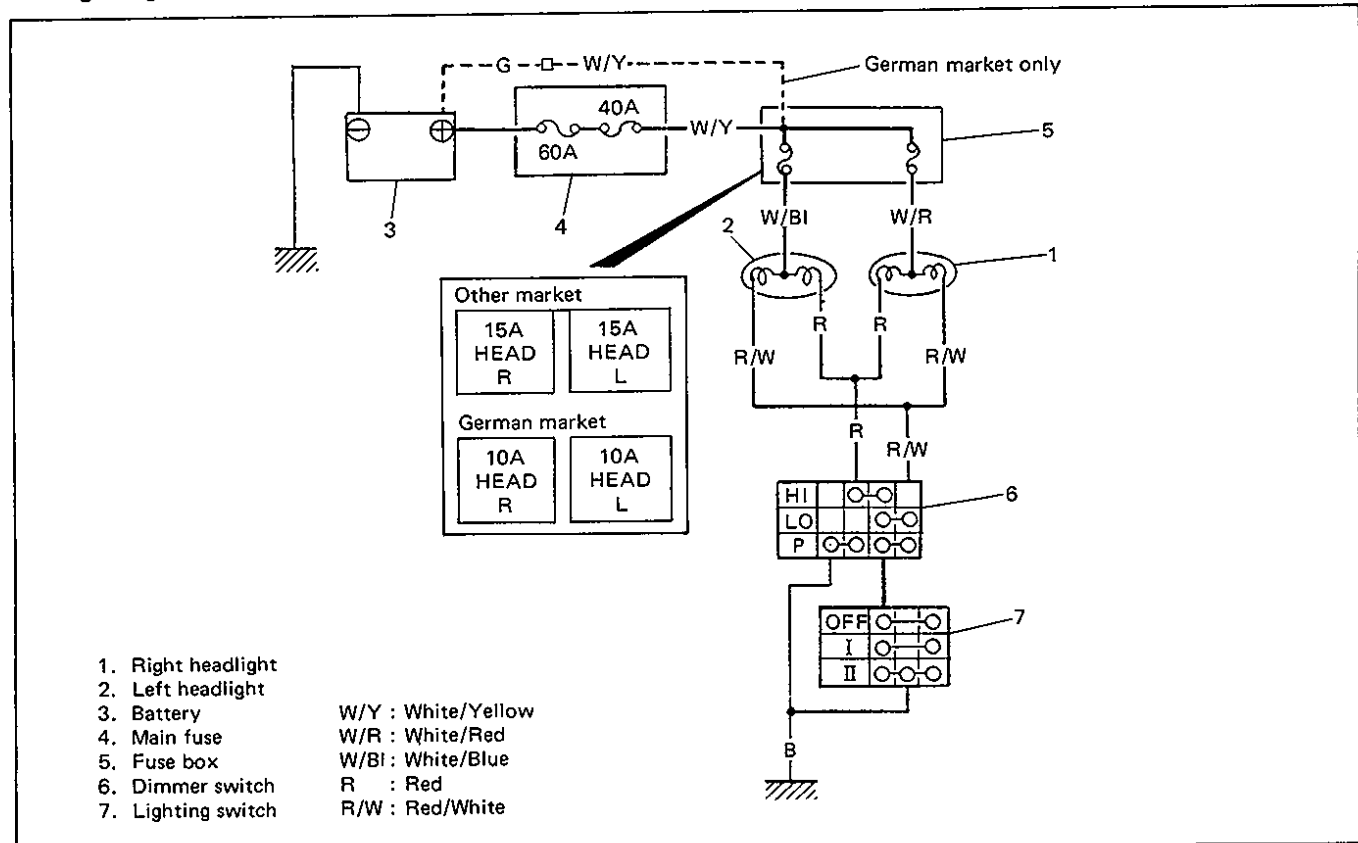 G W/Y German market only
40A
W/Y
60A
5
3
4
W/Bl W/R
2
1
Other market
15A HEAD R
15A HEAD L
German market
10A HEAD R
10A HEAD L
R R
R/W R/W
R R/W
HI
LO
P
6
OFF
I
II
7
B
1. Right headlight
2. Left headlight
3. Battery
4. Main fuse
5. Fuse box
6. Dimmer switch
7. Lighting switch
W/Y : White/Yellow
W/R : White/Red
W/Bl : White/Blue
R : Red
R/W : Red/White